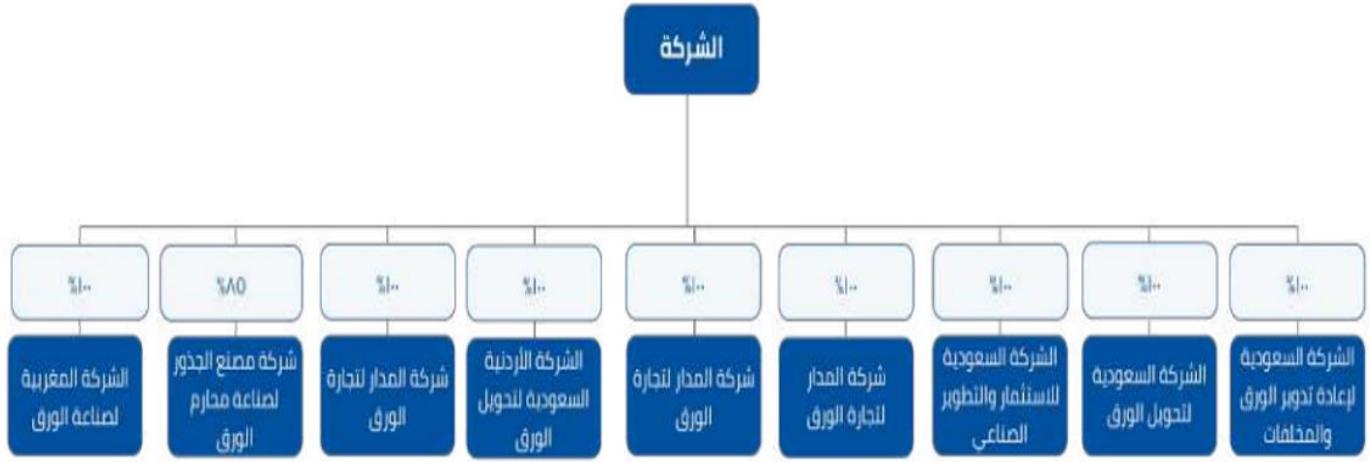 الشركة
%١٠٠
%١٠٠
%١٠٠
%١٠٠
%١٠٠
%١٠٠
%١٠٠
%٨٥
%١٠٠
الشركة السعودية
لإعادة تدوير الورق
والمخلفات
الشركة السعودية
لتحويل الورق
الشركة السعودية
للاستثمار والتطوير
الصناعي
شركة المدار
لتجارة الورق
شركة المدار لتجارة
الورق
الشركة الأردنية
السعودية لتحويل
الورق
شركة المدار لتجارة
الورق
شركة مصنع الجذور
لصناعة محارم
الورق
الشركة المغربية
لصناعة الورق